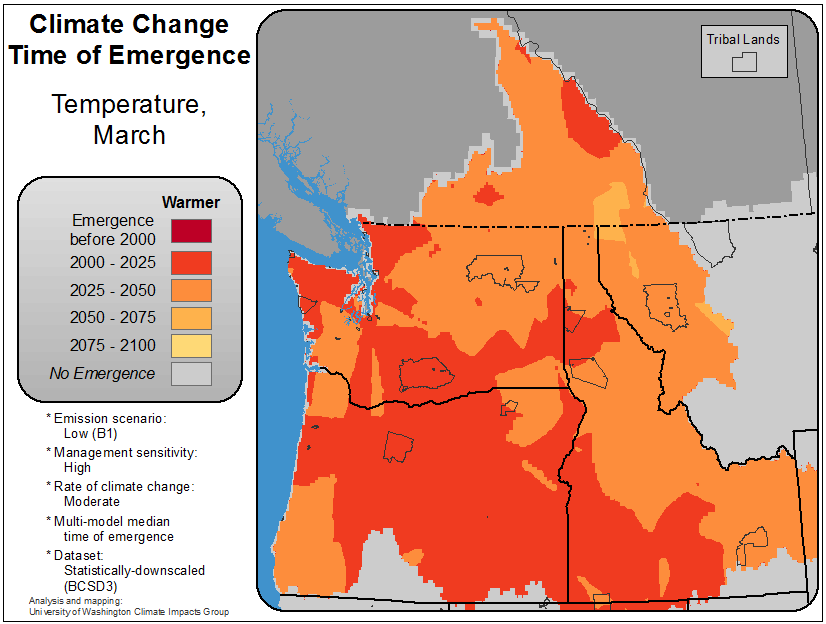 Climate Change
Time of Emergence
Temperature,
March
Warmer
Emergence
before 2000
2000 - 2025
2025 - 2050
2050 - 2075
2075 - 2100
No Emergence
* Emission scenario:
Low (B1)
* Management sensitivity:
High
* Rate of climate change:
Moderate
* Multi-model median
time of emergence
* Dataset:
Statistically-downscaled
(BCSD3)
Analysis and mapping:
University of Washington Climate Impacts Group
Tribal Lands